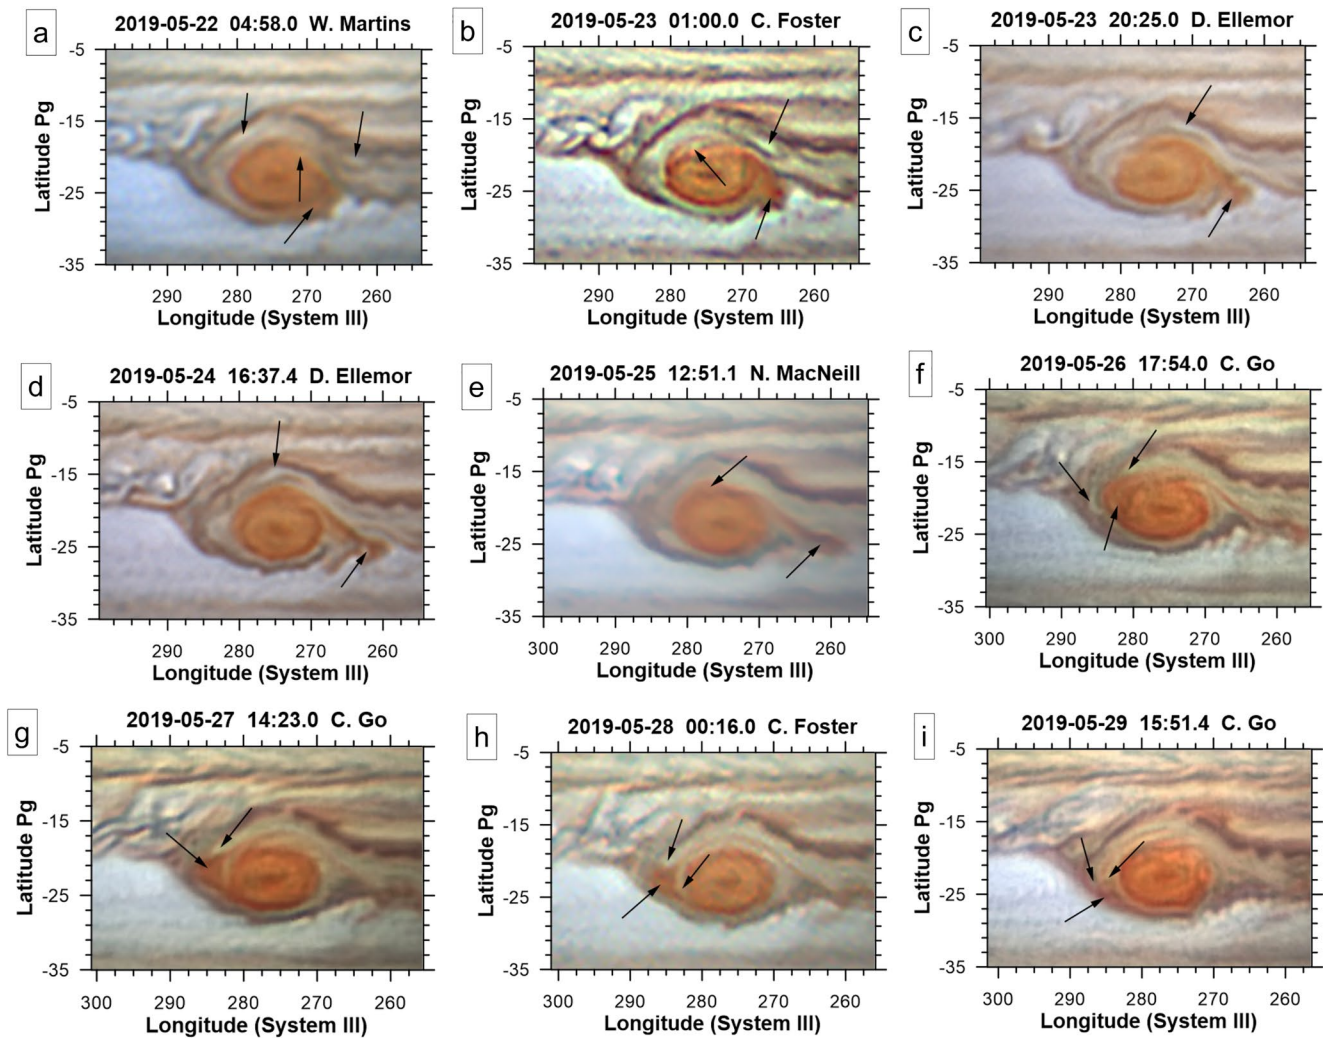 a
2019-05-22 04:58.0 W. Martins
-5
-15
-25
-35
Latitude Pg
290 280 270 260
Longitude (System III)
b
2019-05-23 01:00.0 C. Foster
-5
-15
-25
-35
Latitude Pg
290 280 270 260
Longitude (System III)
c
2019-05-23 20:25.0 D. Ellemor
-5
-15
-25
-35
Latitude Pg
290 280 270 260
Longitude (System III)
d
2019-05-24 16:37.4 D. Ellemor
-5
-15
-25
-35
Latitude Pg
290 280 270 260
Longitude (System III)
e
2019-05-25 12:51.1 N. MacNeill
-5
-15
-25
-35
Latitude Pg
300 290 280 270 260
Longitude (System III)
f
2019-05-26 17:54.0 C. Go
-5
-15
-25
-35
Latitude Pg
300 290 280 270 260
Longitude (System III)
g
2019-05-27 14:23.0 C. Go
-5
-15
-25
-35
Latitude Pg
300 290 280 270 260
Longitude (System III)
h
2019-05-28 00:16.0 C. Foster
-5
-15
-25
-35
Latitude Pg
300 290 280 270 260
Longitude (System III)
i
2019-05-29 15:51.4 C. Go
-5
-15
-25
-35
Latitude Pg
300 290 280 270 260
Longitude (System III)